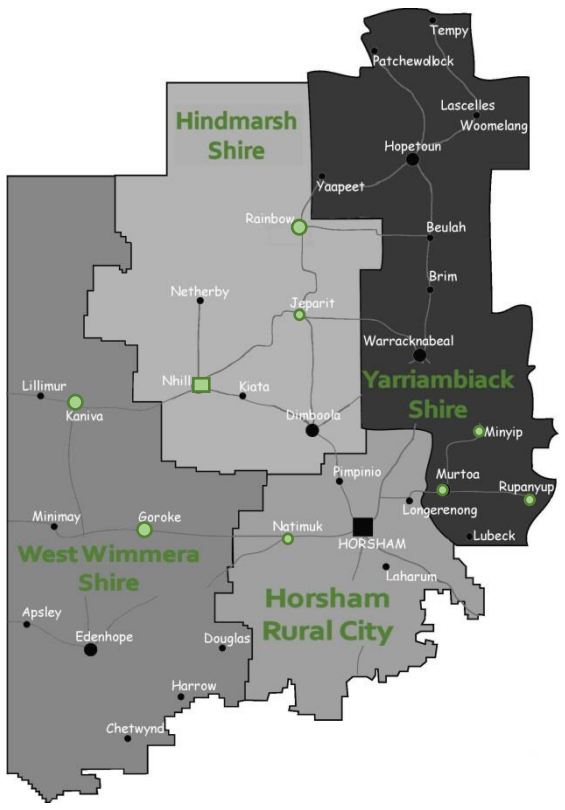 Tempy
Patchewollock
Lascelles
Woomelang
Hindmarsh
Shire
Hopetoun
Yaapeet
Rainbow
Beulah
Brim
Netherby
Jeparit
Warracknabeal
Nhill
Kiata
Yarriambiack
Shire
Lillimur
Kaniva
Dimboola
Minyip
Pimpinio
Murtoa
Rupanyup
Longerenong
Minimay
Goroke
Natimuk
HORSHAM
Lubeck
West Wimmera
Shire
Laharum
Horsham
Rural City
Apsley
Edenhope
Douglas
Harrow
Chetwynd